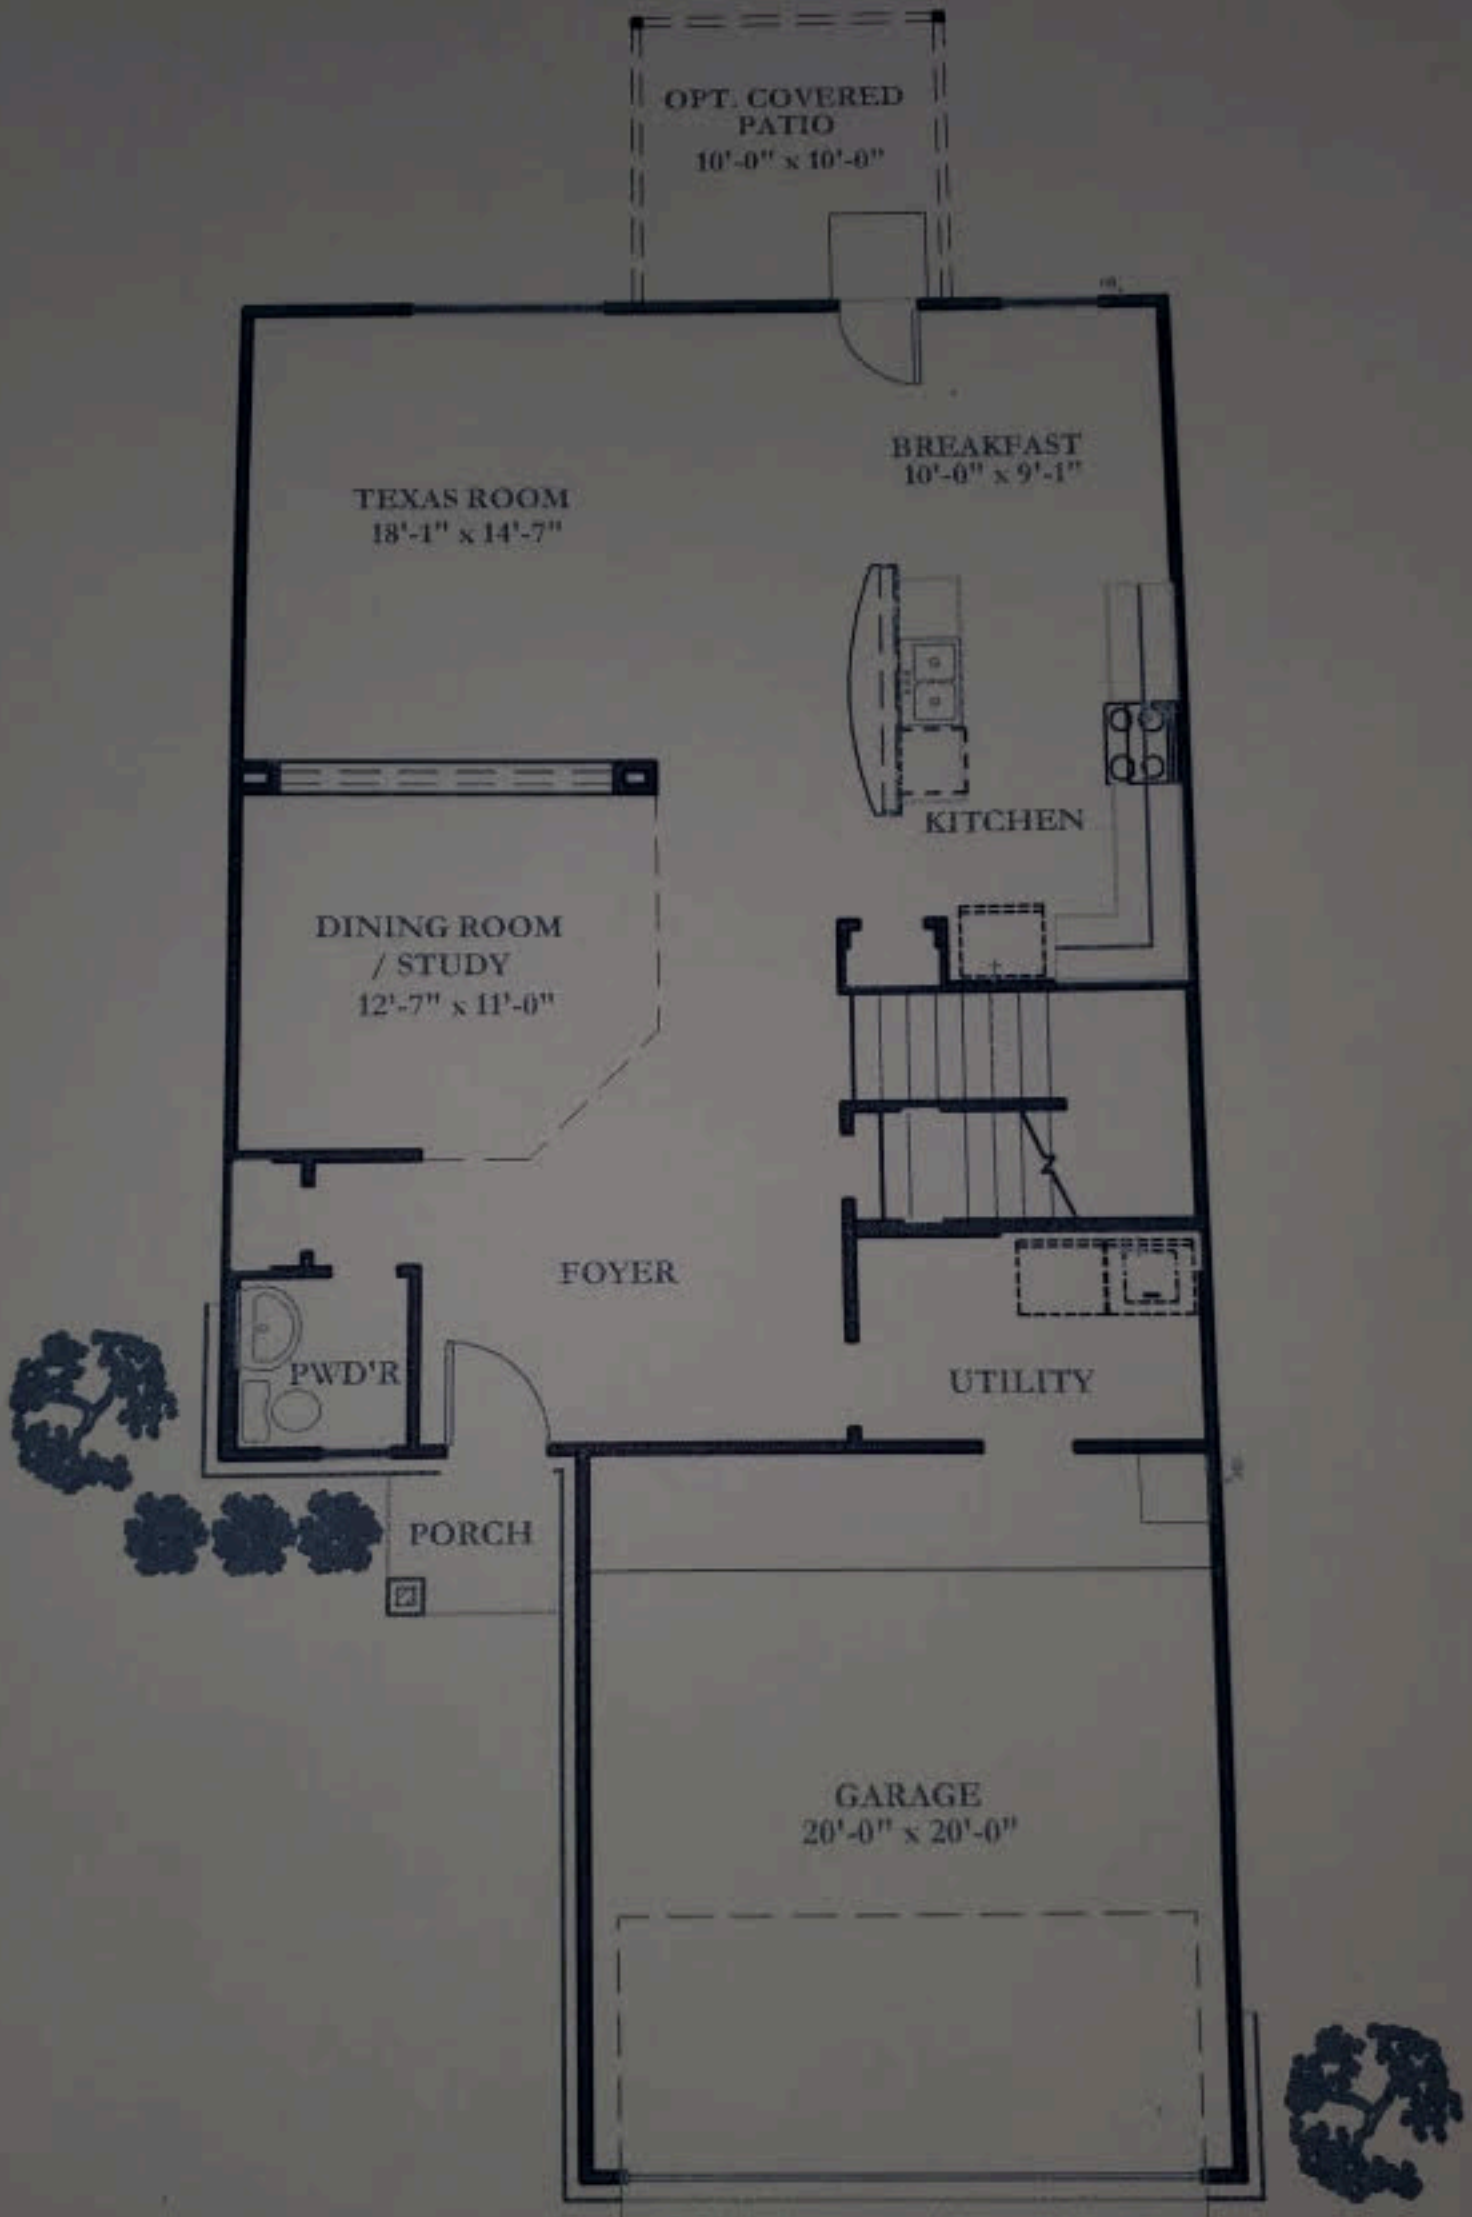 OPT. COVERED
PATIO
10'-0" x 10'-0"
BREAKFAST
10'-0" x 9'-1"
TEXAS ROOM
18'-1" x 14'-7"
KITCHEN
DINING ROOM
/ STUDY
12'-7" x 11'-0"
FOYER
PWD'R
UTILITY
PORCH
GARAGE
20'-0" x 20'-0"